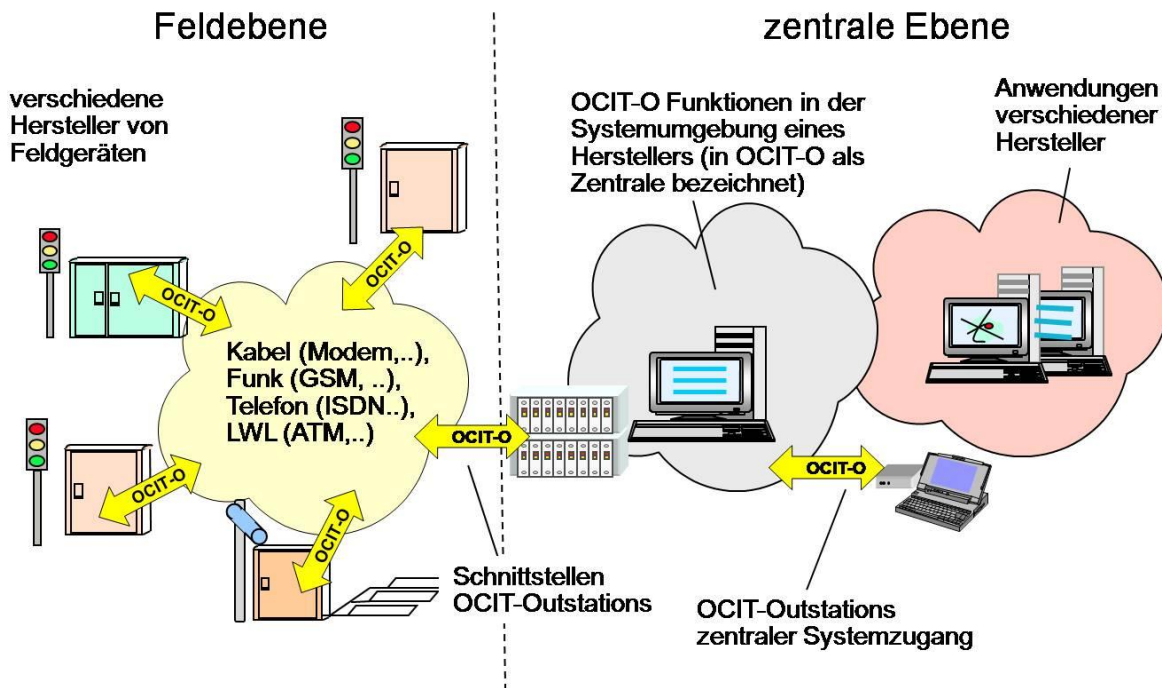 Feldebene
zentrale Ebene
verschiedene
Hersteller von
Feldgeräten
OCIT-O Funktionen in der
Systemumgebung eines
Herstellers (in OCIT-O als
Zentrale bezeichnet)
Anwendungen
verschiedener
Hersteller
OCIT-O
OCIT-O
Kabel (Modem,..),
Funk (GSM, ..),
Telefon (ISDN..),
LWL (ATM,..)
OCIT-O
OCIT-O
OCIT-O
OCIT-O
Schnittstellen
OCIT-Outstations
OCIT-Outstations
zentraler Systemzugang